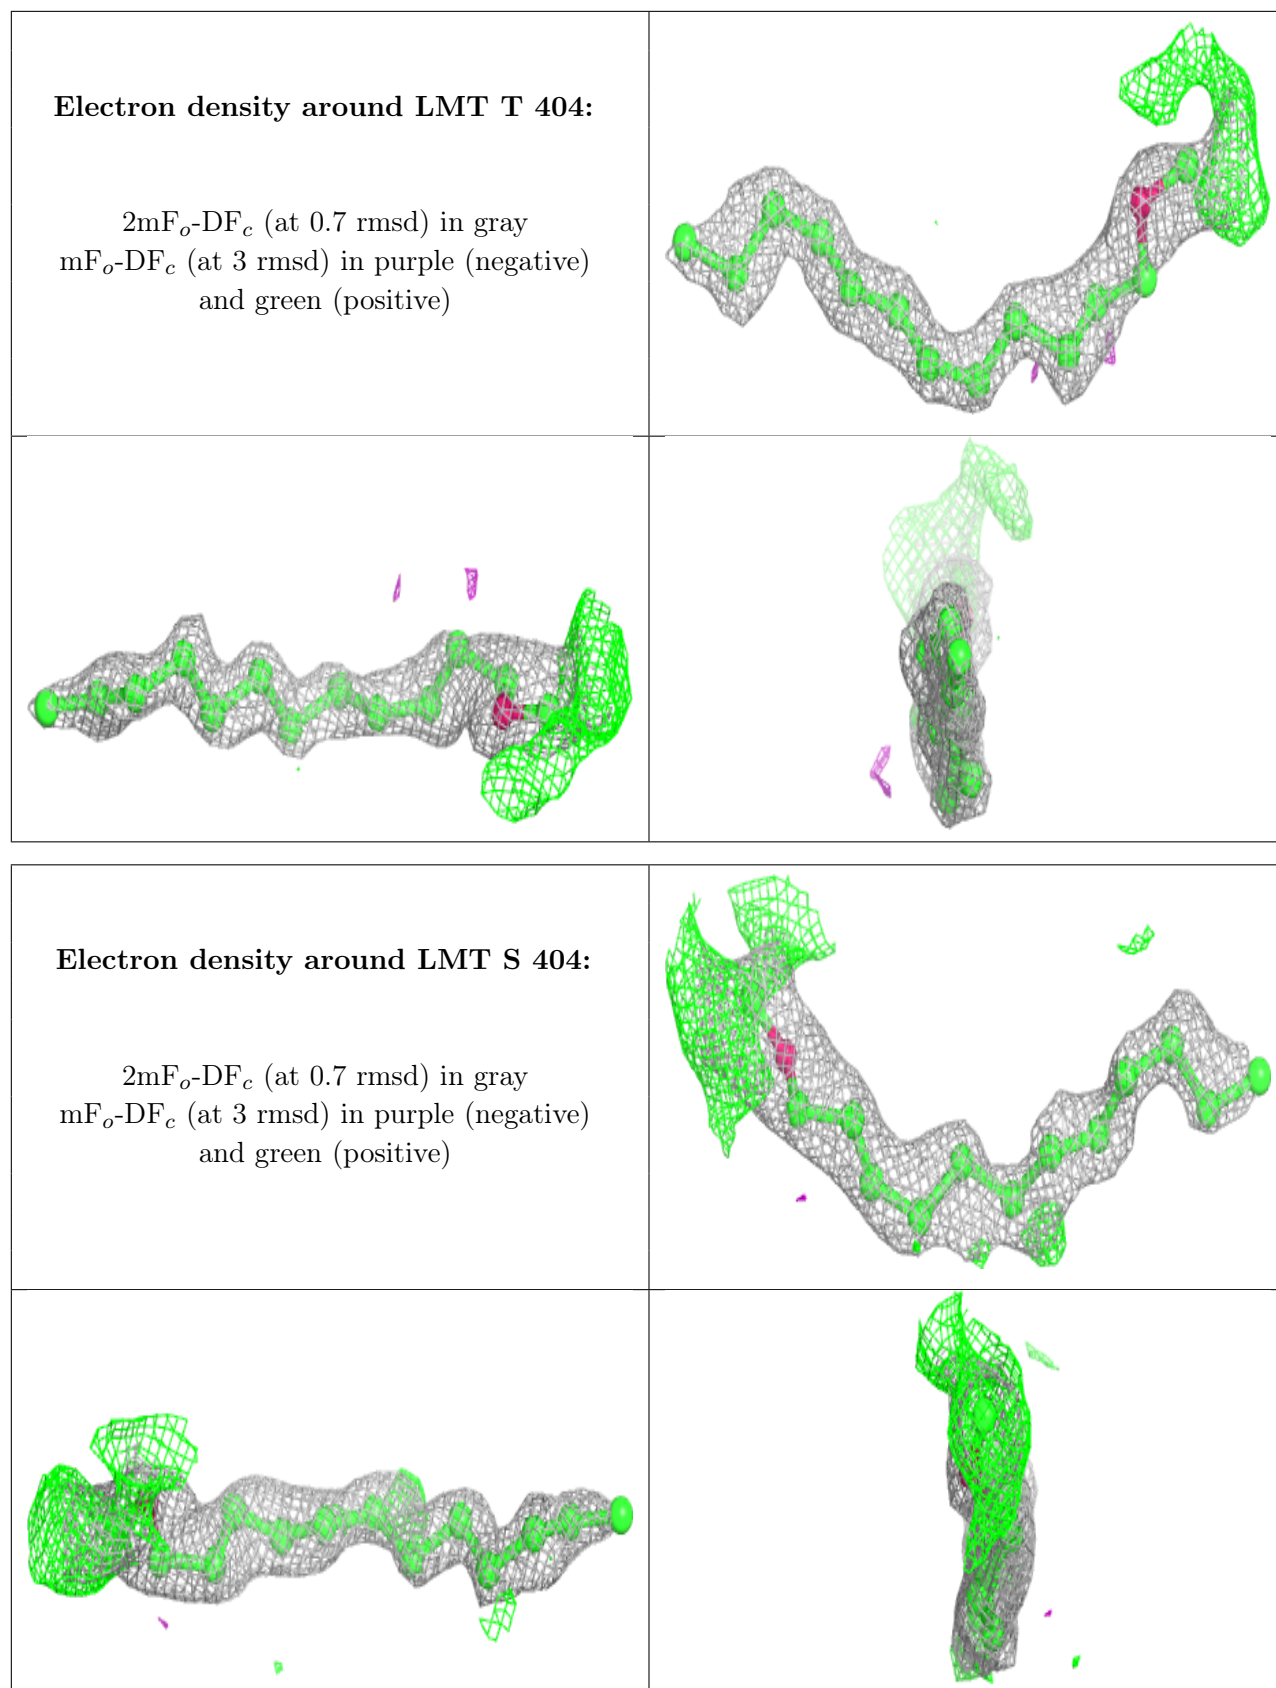 Electron density around LMT T 404:
2mFo-DFc (at 0.7 rmsd) in gray
mFo-DFc (at 3 rmsd) in purple (negative)
and green (positive)
Electron density around LMT S 404:
2mFo-DFc (at 0.7 rmsd) in gray
mFo-DFc (at 3 rmsd) in purple (negative)
and green (positive)